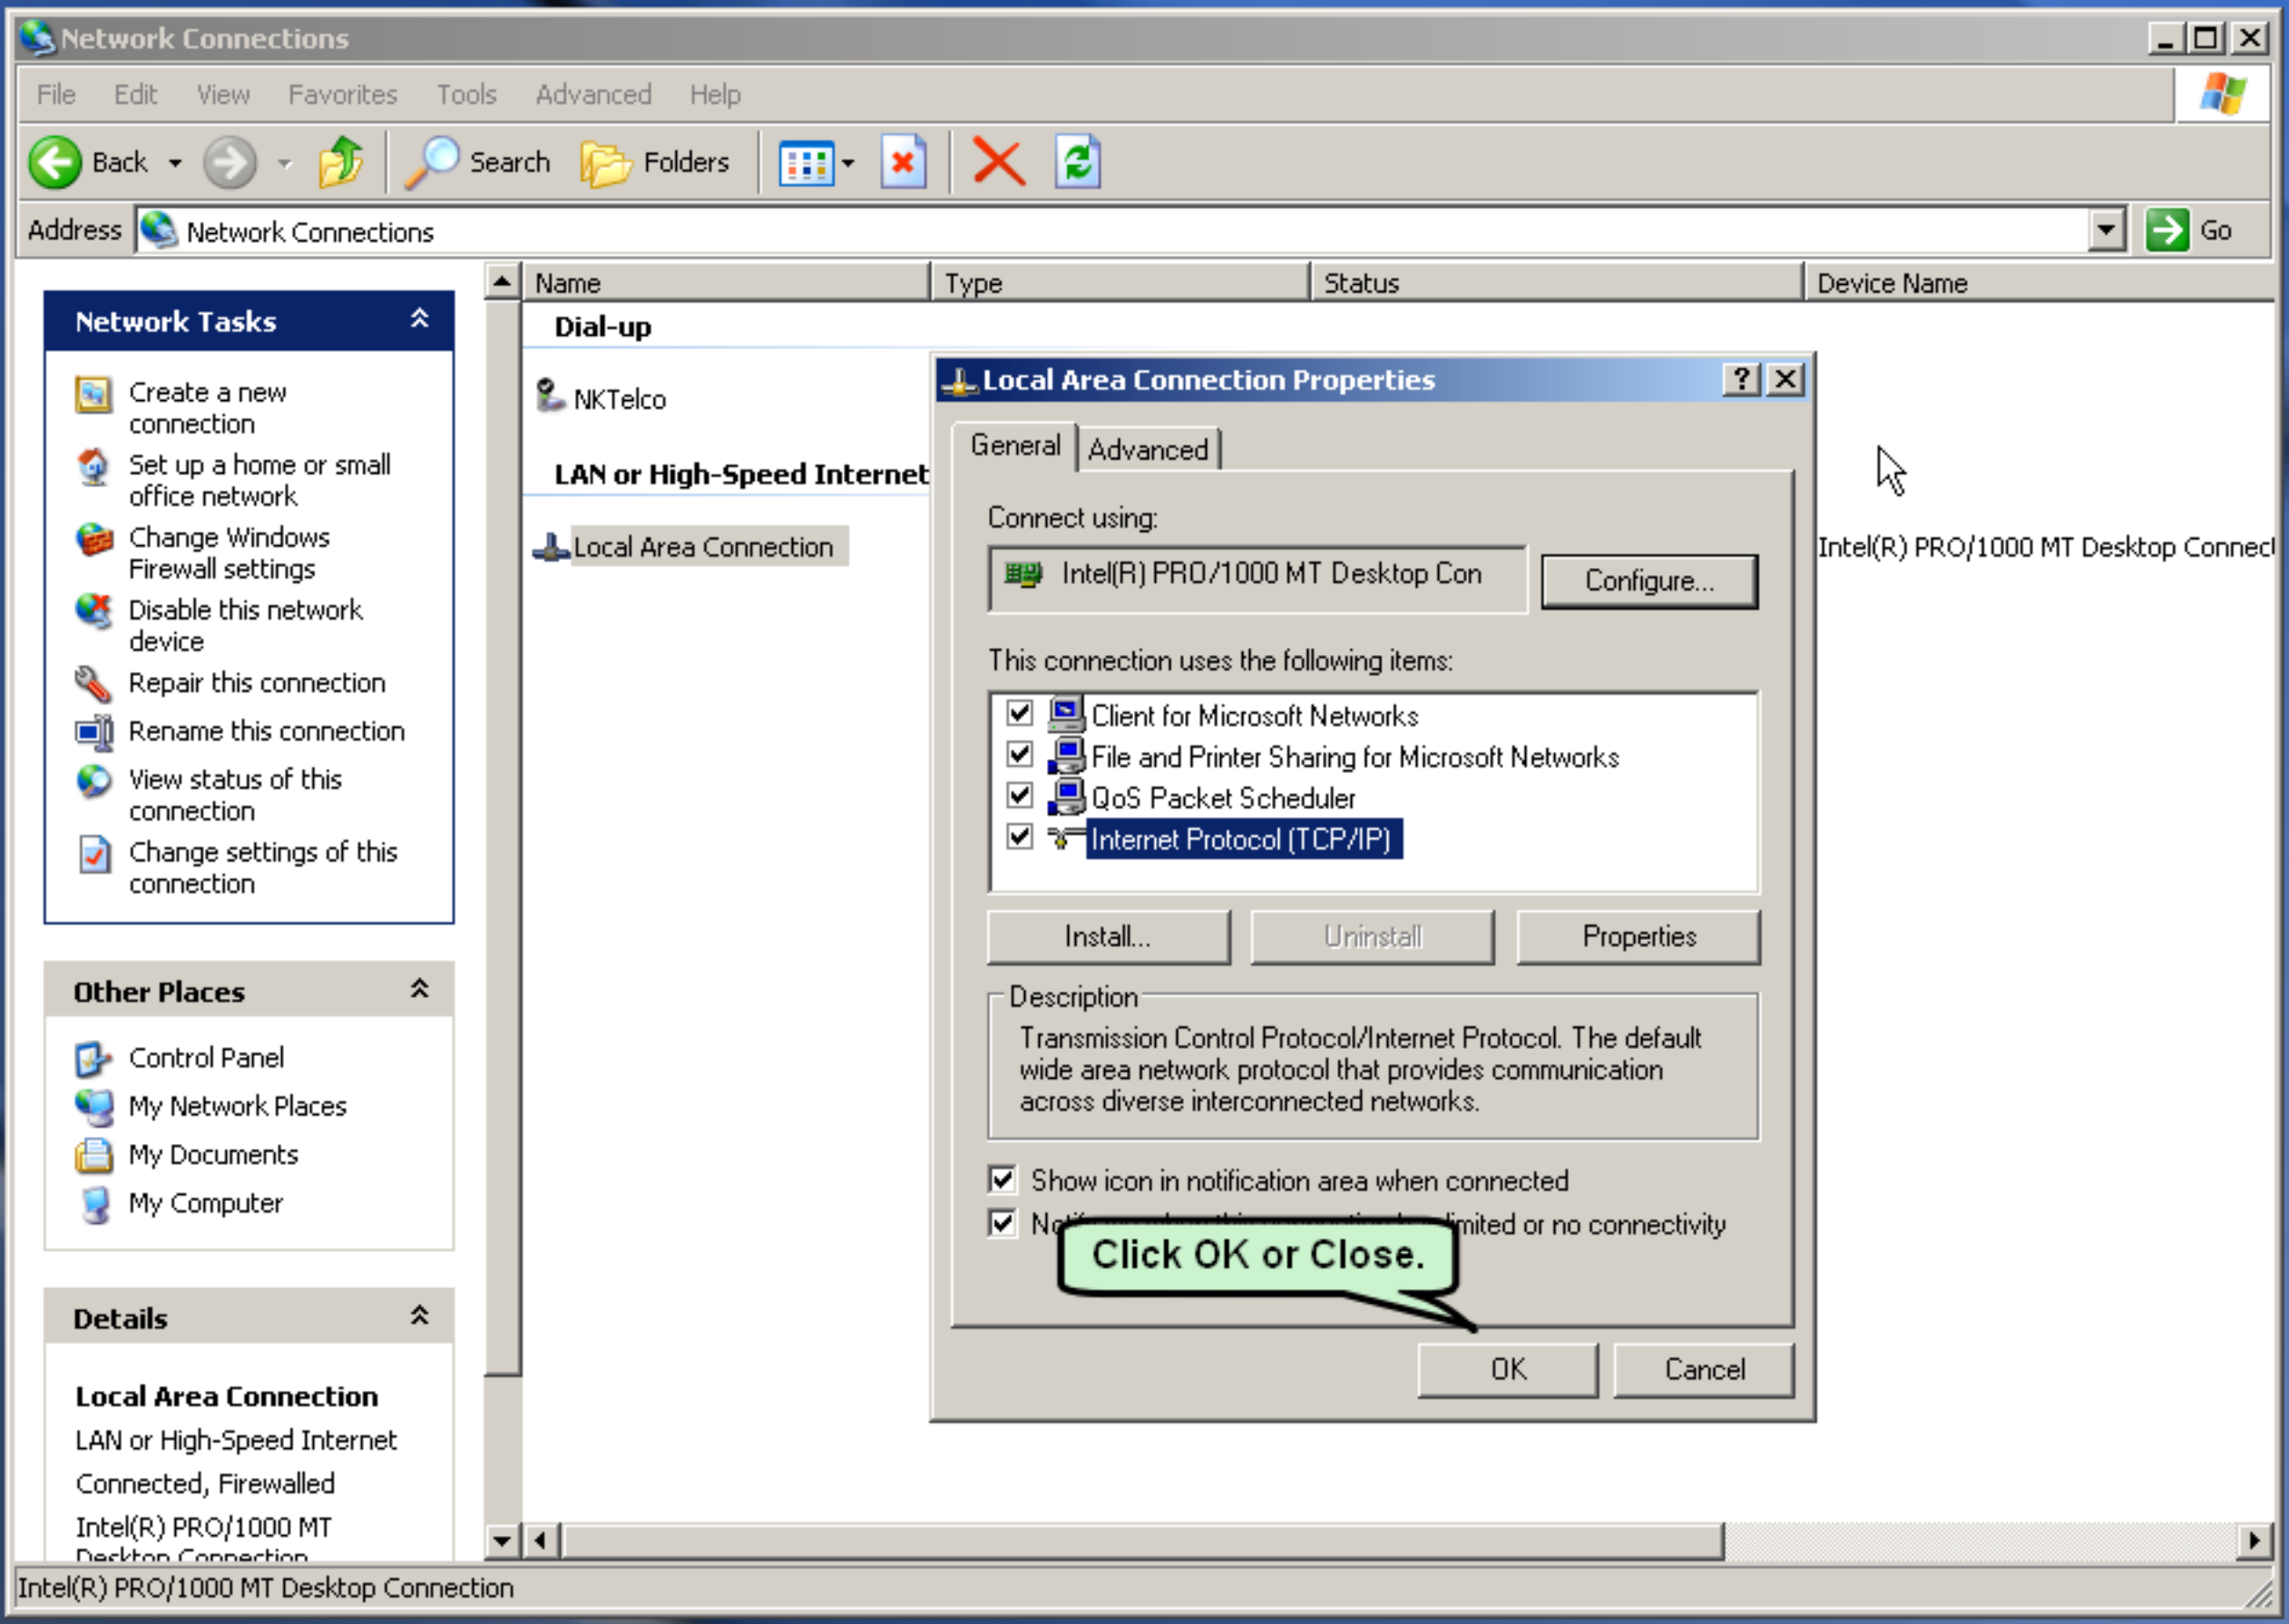 Network Connections
File Edit View Favorites Tools Advanced Help
Back Search Folders
Address Network Connections Go
Network Tasks
Create a new
connection
Set up a home or small
office network
Change Windows
Firewall settings
Disable this network
device
Repair this connection
Rename this connection
View status of this
connection
Change settings of this
connection
Other Places
Control Panel
My Network Places
My Documents
My Computer
Details
Local Area Connection
LAN or High-Speed Internet
Connected, Firewalled
Intel(R) PRO/1000 MT
Desktop Connection
Name Type Status Device Name
Dial-up
NKTelco
LAN or High-Speed Internet
Local Area Connection
Intel(R) PRO/1000 MT Desktop Connect
Local Area Connection Properties
General Advanced
Connect using:
Intel(R) PRO/1000 MT Desktop Con
Configure...
This connection uses the following items:
Client for Microsoft Networks
File and Printer Sharing for Microsoft Networks
QoS Packet Scheduler
Internet Protocol (TCP/IP)
Install... Uninstall Properties
Description
Transmission Control Protocol/Internet Protocol. The default
wide area network protocol that provides communication
across diverse interconnected networks.
Show icon in notification area when connected
limited or no connectivity
Click OK or Close.
OK Cancel
Intel(R) PRO/1000 MT Desktop Connection